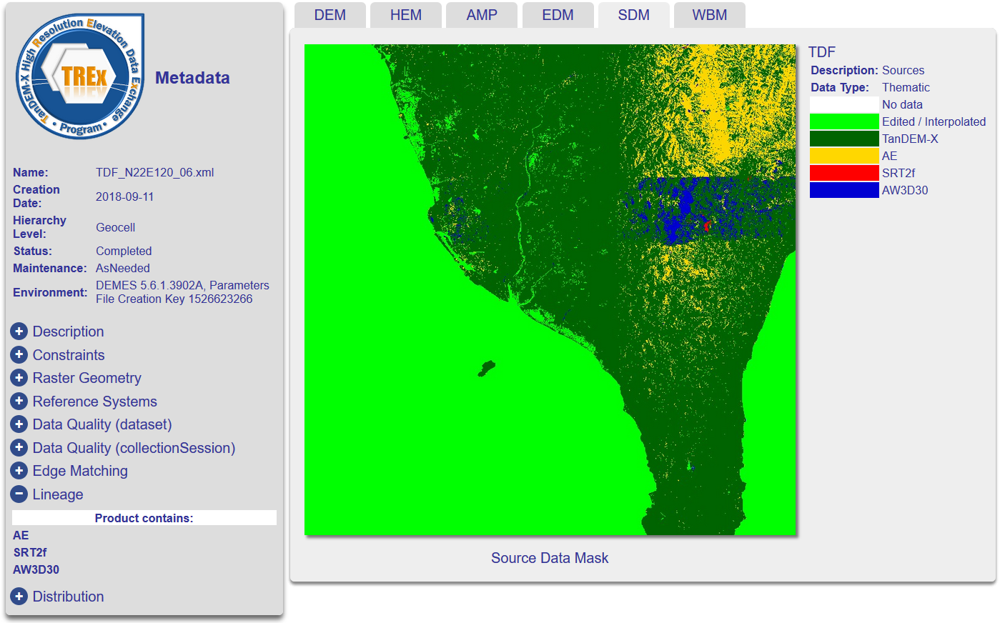 TanDEM-X High Resolution Elevation Data Exchange
• Program •
TREx
Metadata
Name: TDF_N22E120_06.xml
Creation
Date: 2018-09-11
Hierarchy
Level: Geocell
Status: Completed
Maintenance: AsNeeded
Environment: DEMES 5.6.1.3902A, Parameters
File Creation Key 1526623266
Description
Constraints
Raster Geometry
Reference Systems
Data Quality (dataset)
Data Quality (collectionSession)
Edge Matching
Lineage
Product contains:
AE
SRT2f
AW3D30
Distribution
DEM HEM AMP EDM SDM WBM
Source Data Mask
TDF
Description: Sources
Data Type: Thematic
No data
Edited / Interpolated
TanDEM-X
AE
SRT2f
AW3D30